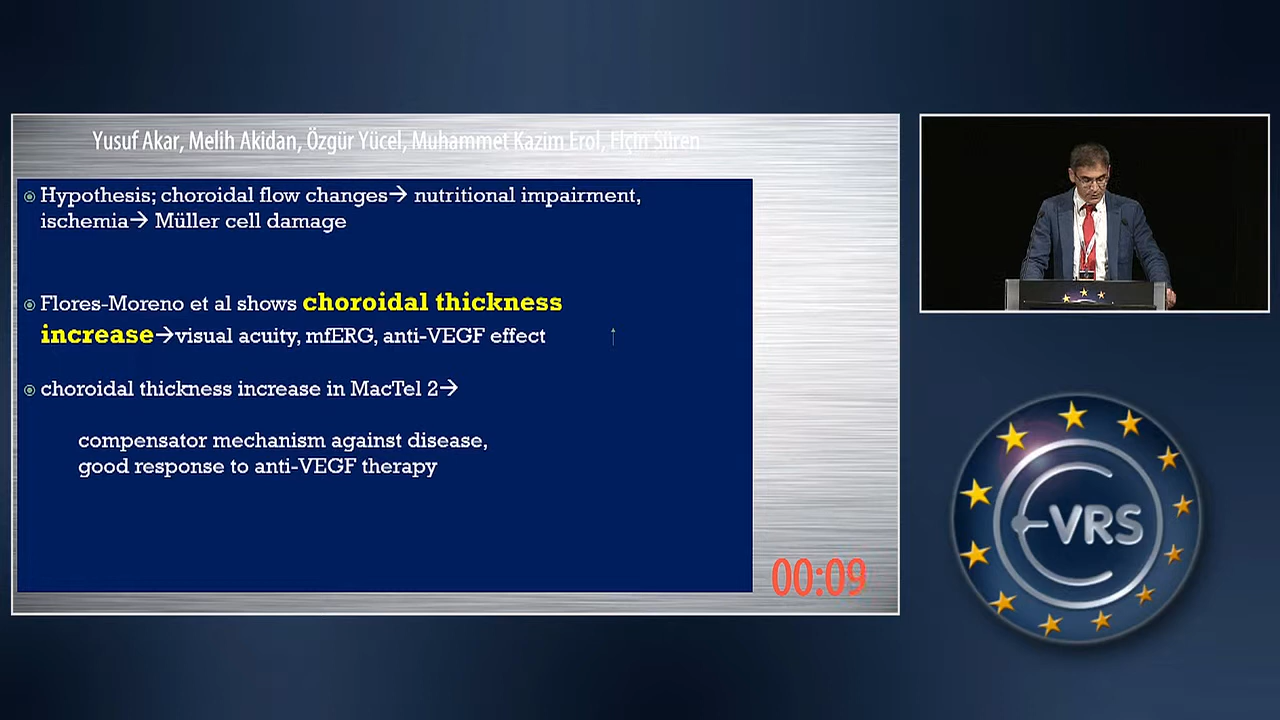 Yusuf Akar, Melih Akidan, Özgür Yücel, Muhammet Kazim Erol, Elçin Süren
Hypothesis; choroidal flow changes→ nutritional impairment,
ischemia→ Müller cell damage
Flores-Moreno et al shows choroidal thickness
increase→visual acuity, mfERG, anti-VEGF effect ↑
choroidal thickness increase in MacTel 2→
compensator mechanism against disease,
good response to anti-VEGF therapy
00:09
E-VRS